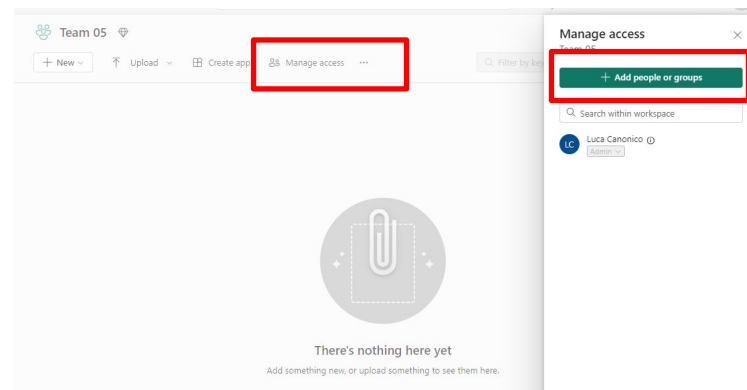 Team 05
+ New
Upload
Create app
Manage access
...
Filter by key
Manage access
Team 05
+ Add people or groups
Search within workspace
LC
Luca Canonico
Admin
There's nothing here yet
Add something new, or upload something to see them here.